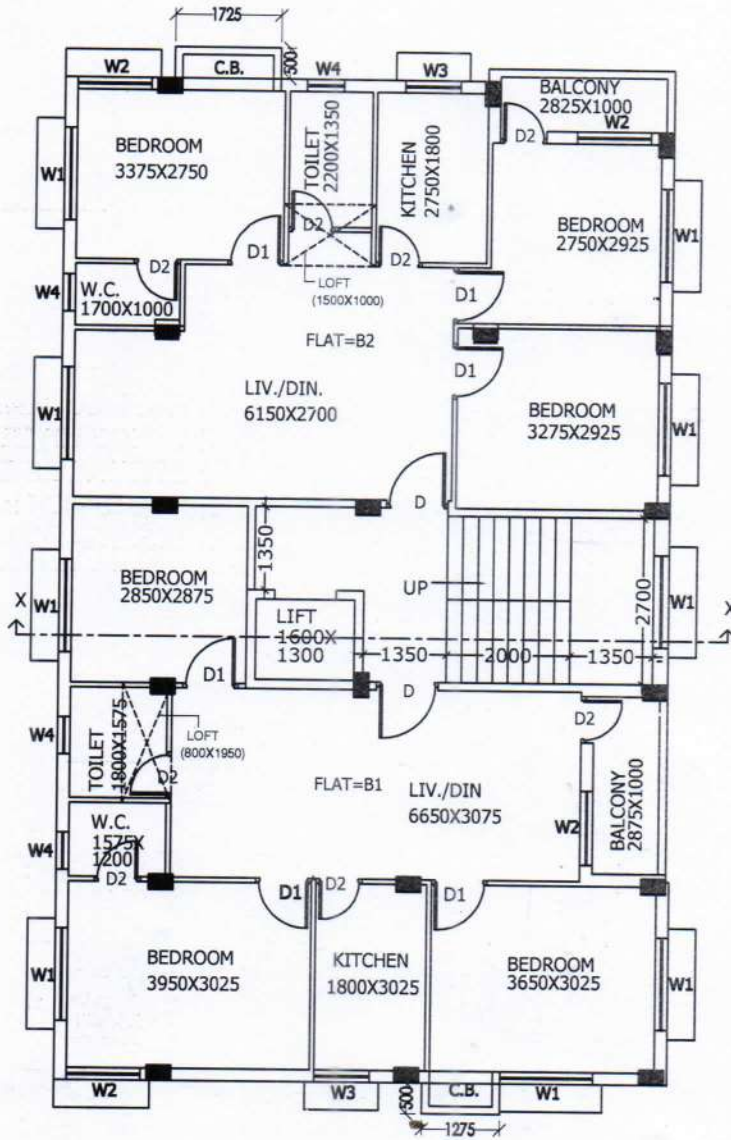 1725
500
W2
C.B.
W4
W3
BALCONY
2825X1000
W2
D2
BEDROOM
3375X2750
W1
TOILET
2200X1350
D2
KITCHEN
2750X1800
D2
BEDROOM
2750X2925
W1
D1
D2
W.C.
1700X1000
W4
LOFT
(1500X1000)
D1
FLAT=B2
D1
LIV./DIN.
6150X2700
W1
BEDROOM
3275X2925
W1
D
1350
BEDROOM
2850X2875
W1
UP
2700
W1
X
X
LIFT
1600X
1300
1350
2000
1350
D1
D
D2
W4
TOILET
1800X1575
D2
LOFT
(800X1950)
FLAT=B1
LIV./DIN
6650X3075
W2
BALCONY
2875X1000
W.C.
1575X
1200
W4
D2
D1
D2
D1
BEDROOM
3950X3025
W1
KITCHEN
1800X3025
BEDROOM
3650X3025
W1
W2
W3
500
C.B.
W1
1275